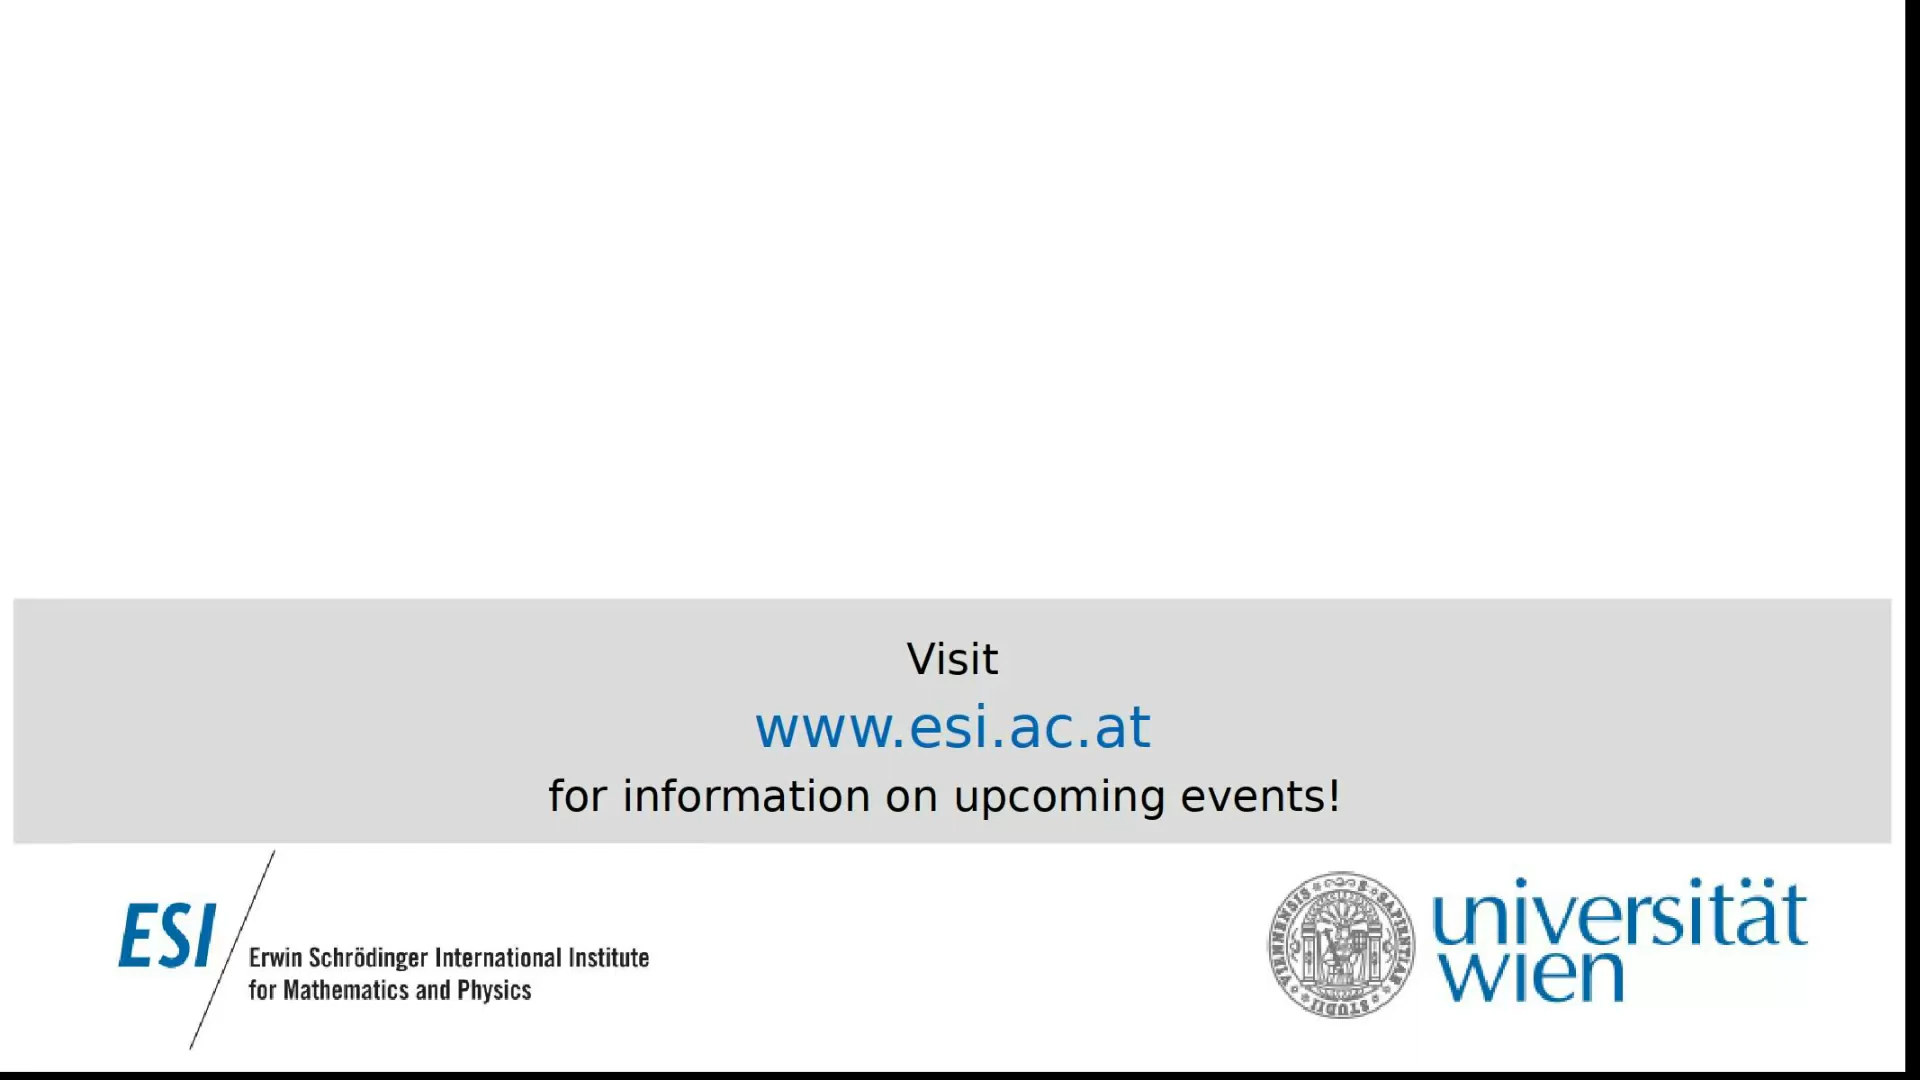 Visit
www.esi.ac.at
for information on upcoming events!
ESI
Erwin Schrödinger International Institute
for Mathematics and Physics
universität
wien